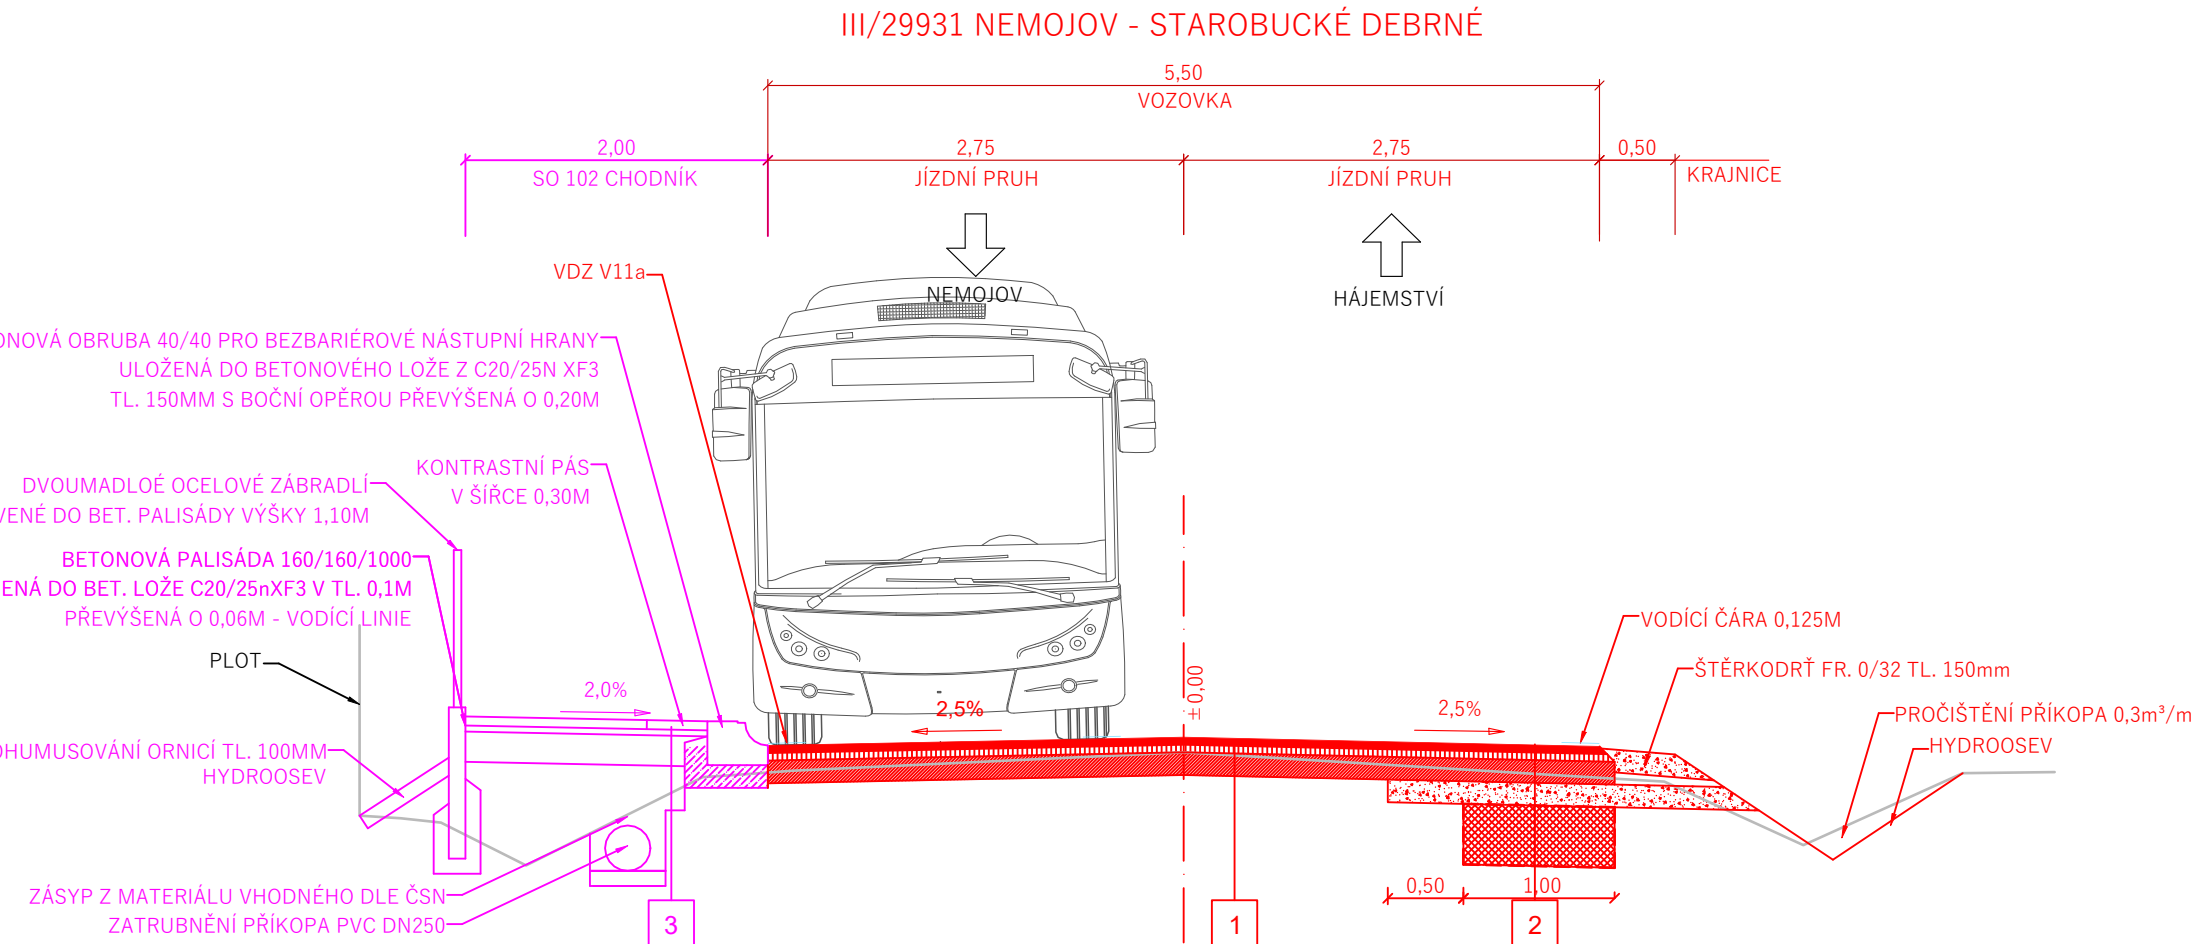 III/29931 NEMOJOV - STAROBUCKÉ DEBRNÉ
5,50
VOZOVKA
2,00
2,75
2,75
0,50
SO 102 CHODNÍK
JÍZDNÍ PRUH
JÍZDNÍ PRUH
KRAJNICE
VDZ V11a
NEMOJOV
HÁJEMSTVÍ
ONOVÁ OBRUBA 40/40 PRO BEZBARIÉROVÉ NÁSTUPNÍ HRANY
ULOŽENÁ DO BETONOVÉHO LOŽE Z C20/25N XF3
TL. 150MM S BOČNÍ OPĚROU PŘEVÝŠENÁ O 0,20M
KONTRASTNÍ PÁS
V ŠÍŘCE 0,30M
DVOUMADLOÉ OCELOVÉ ZÁBRADLÍ
VENÉ DO BET. PALISÁDY VÝŠKY 1,10M
BETONOVÁ PALISÁDA 160/160/1000
ENÁ DO BET. LOŽE C20/25nXF3 V TL. 0,1M
PŘEVÝŠENÁ O 0,06M - VODÍCÍ LINIE
PLOT
2,0%
2,5%
±0,00
2,5%
VODÍCÍ ČÁRA 0,125M
ŠTĚRKODRŤ FR. 0/32 TL. 150mm
PROČIŠTĚNÍ PŘÍKOPA 0,3m³/m
HYDROOSEV
OHUMUSOVÁNÍ ORNICÍ TL. 100MM
HYDROOSEV
ZÁSYP Z MATERIÁLU VHODNÉHO DLE ČSN
ZATRUBNĚNÍ PŘÍKOPA PVC DN250
0,50
1,00
3
1
2